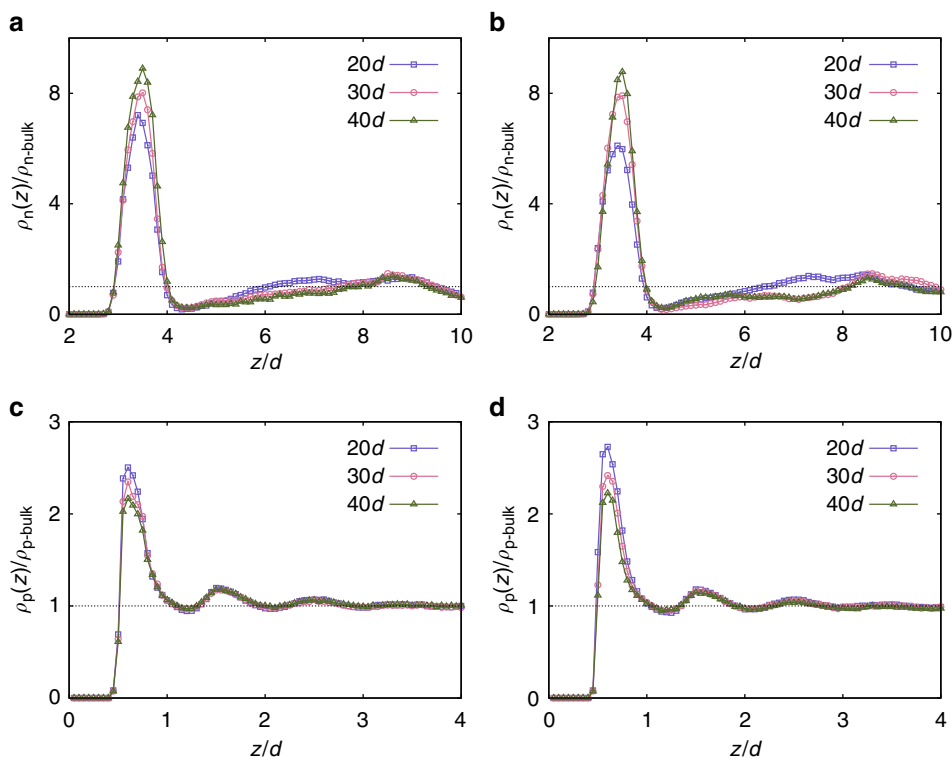 a
ρn(z)/ρn-bulk
8
4
0
20d
30d
40d
2 4 6 8 10
z/d
b
ρn(z)/ρn-bulk
8
4
0
20d
30d
40d
2 4 6 8 10
z/d
c
ρp(z)/ρp-bulk
3
2
1
0
20d
30d
40d
0 1 2 3 4
z/d
d
ρp(z)/ρp-bulk
3
2
1
0
20d
30d
40d
0 1 2 3 4
z/d